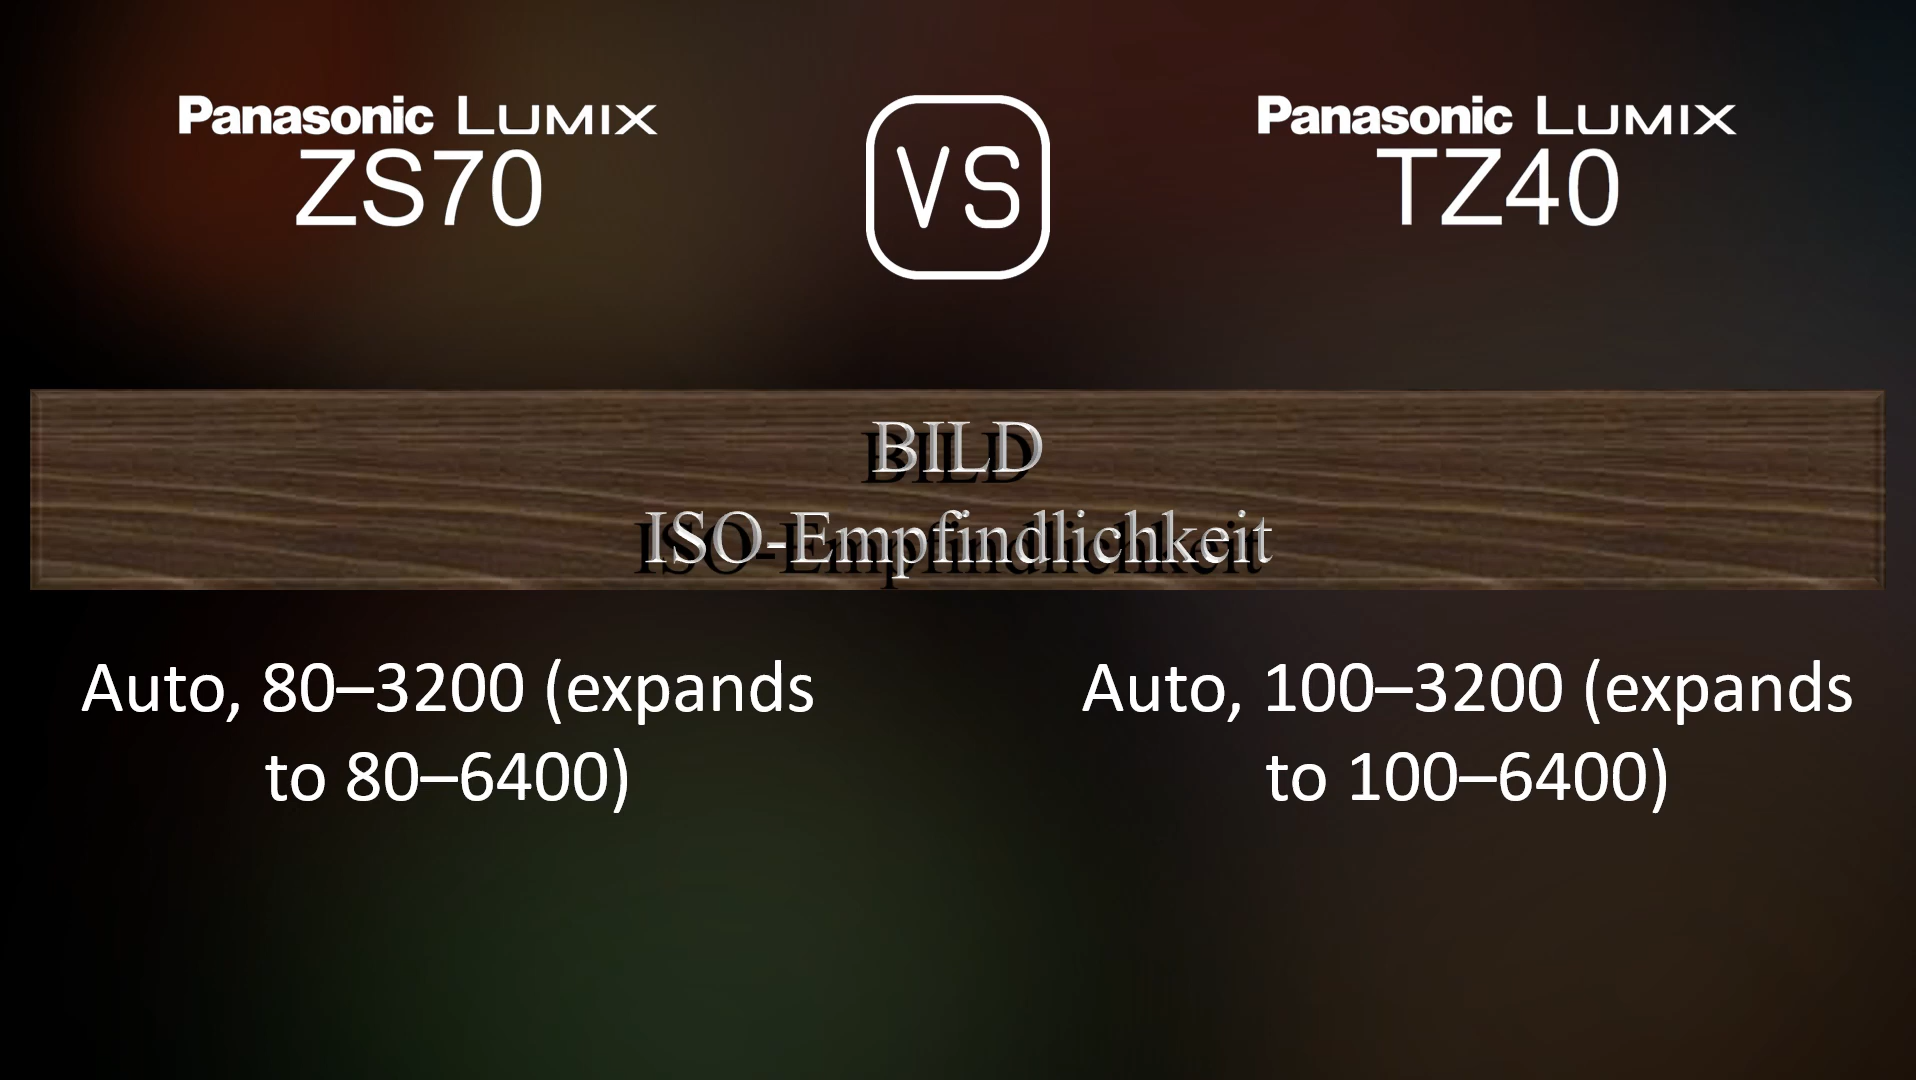 Panasonic LUMIX
ZS70
VS
Panasonic LUMIX
TZ40
BILD
ISO-Empfindlichkeit
Auto, 80–3200 (expands
to 80–6400)
Auto, 100–3200 (expands
to 100–6400)